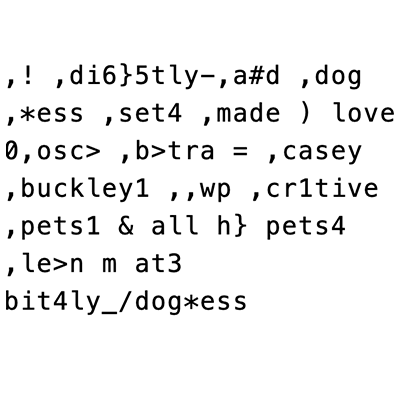 ,! ,di6}5tly-,a#d ,dog
,*ess ,set4 ,made ) love
0,osc> ,b>tra = ,casey
,buckley1 ,,wp ,cr1tive
,pets1 & all h} pets4
,le>n m at3
bit4ly_/dog*ess